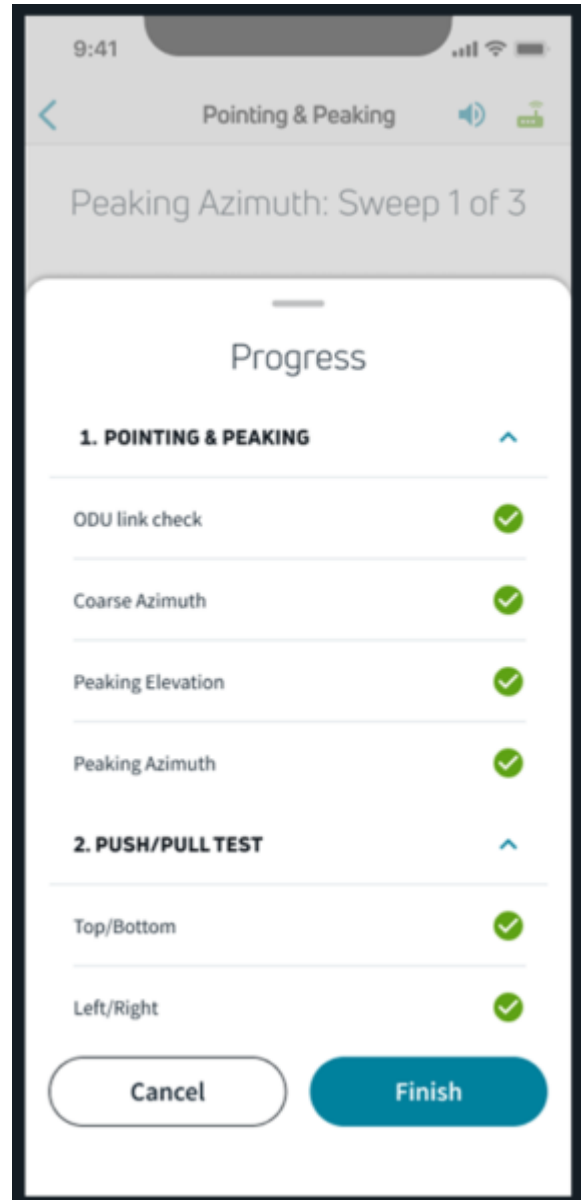 9:41
Pointing & Peaking
Peaking Azimuth: Sweep 1 of 3
Progress
1. POINTING & PEAKING
ODU link check
Coarse Azimuth
Peaking Elevation
Peaking Azimuth
2. PUSH/PULL TEST
Top/Bottom
Left/Right
Cancel Finish